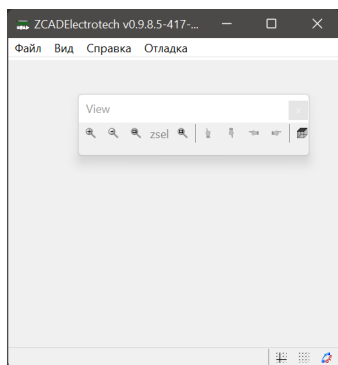 ZCADElectrotech v0.9.8.5-417-...
Файл Вид Справка Отладка
View
zsel